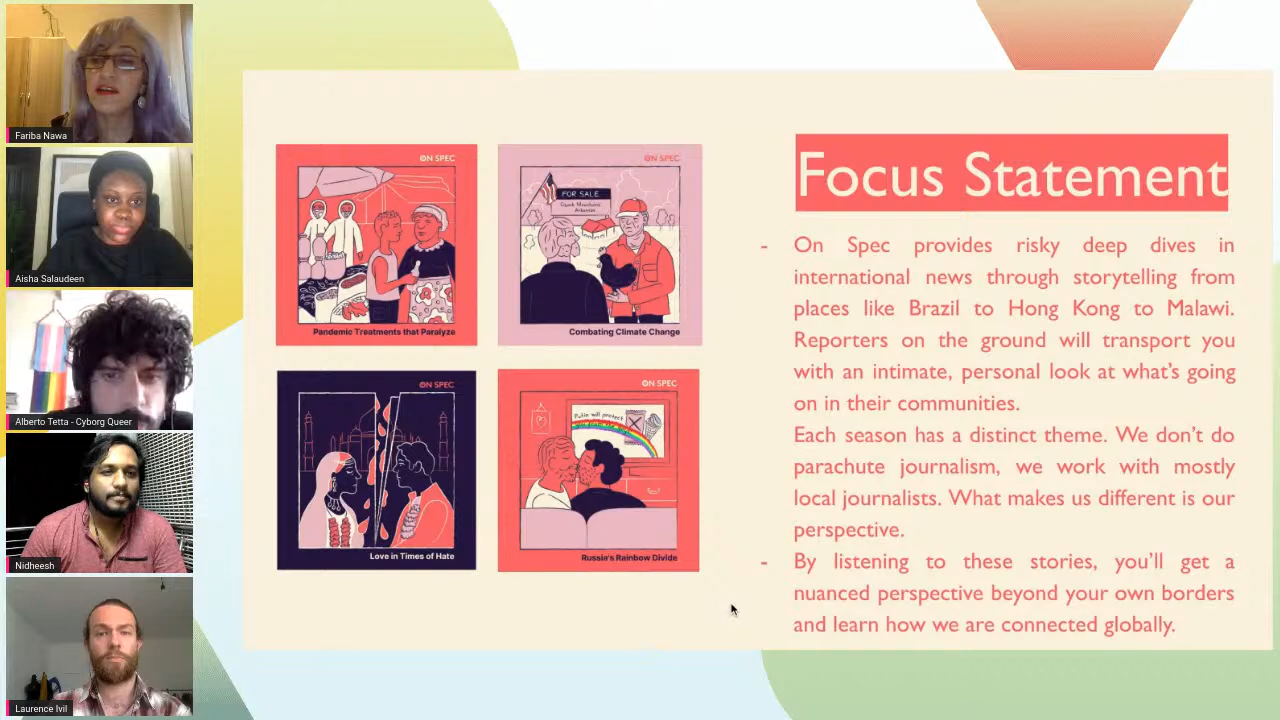 Fariba Nawa
Aisha Salaudeen
Alberto Tetta - Cyborg Queer
Nidheesh
Laurence Ivil
ON SPEC
Pandemic Treatments that Paralyze
ON SPEC
FOR SALE
Ozark Mountains
Arkansas
Combating Climate Change
ON SPEC
Love in Times of Hate
ON SPEC
Putin will protect
you from the
Russia's Rainbow Divide
Focus Statement
- On Spec provides risky deep dives in
international news through storytelling from
places like Brazil to Hong Kong to Malawi.
Reporters on the ground will transport you
with an intimate, personal look at what's going
on in their communities.
Each season has a distinct theme. We don't do
parachute journalism, we work with mostly
local journalists. What makes us different is our
perspective.
- By listening to these stories, you'll get a
nuanced perspective beyond your own borders
and learn how we are connected globally.